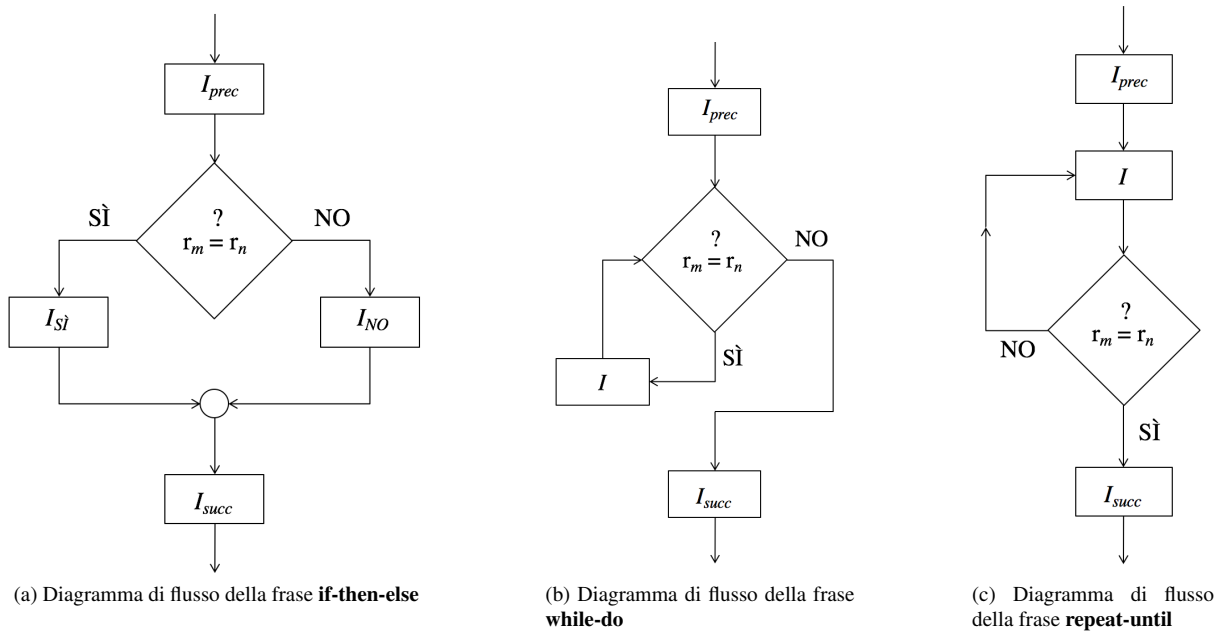 I_prec
?
r_m = r_n
SÌ
NO
I_SÌ
I_NO
I_succ
(a) Diagramma di flusso della frase if-then-else
I_prec
?
r_m = r_n
NO
SÌ
I
I_succ
(b) Diagramma di flusso della frase
while-do
I_prec
I
?
r_m = r_n
NO
SÌ
I_succ
(c) Diagramma di flusso
della frase repeat-until